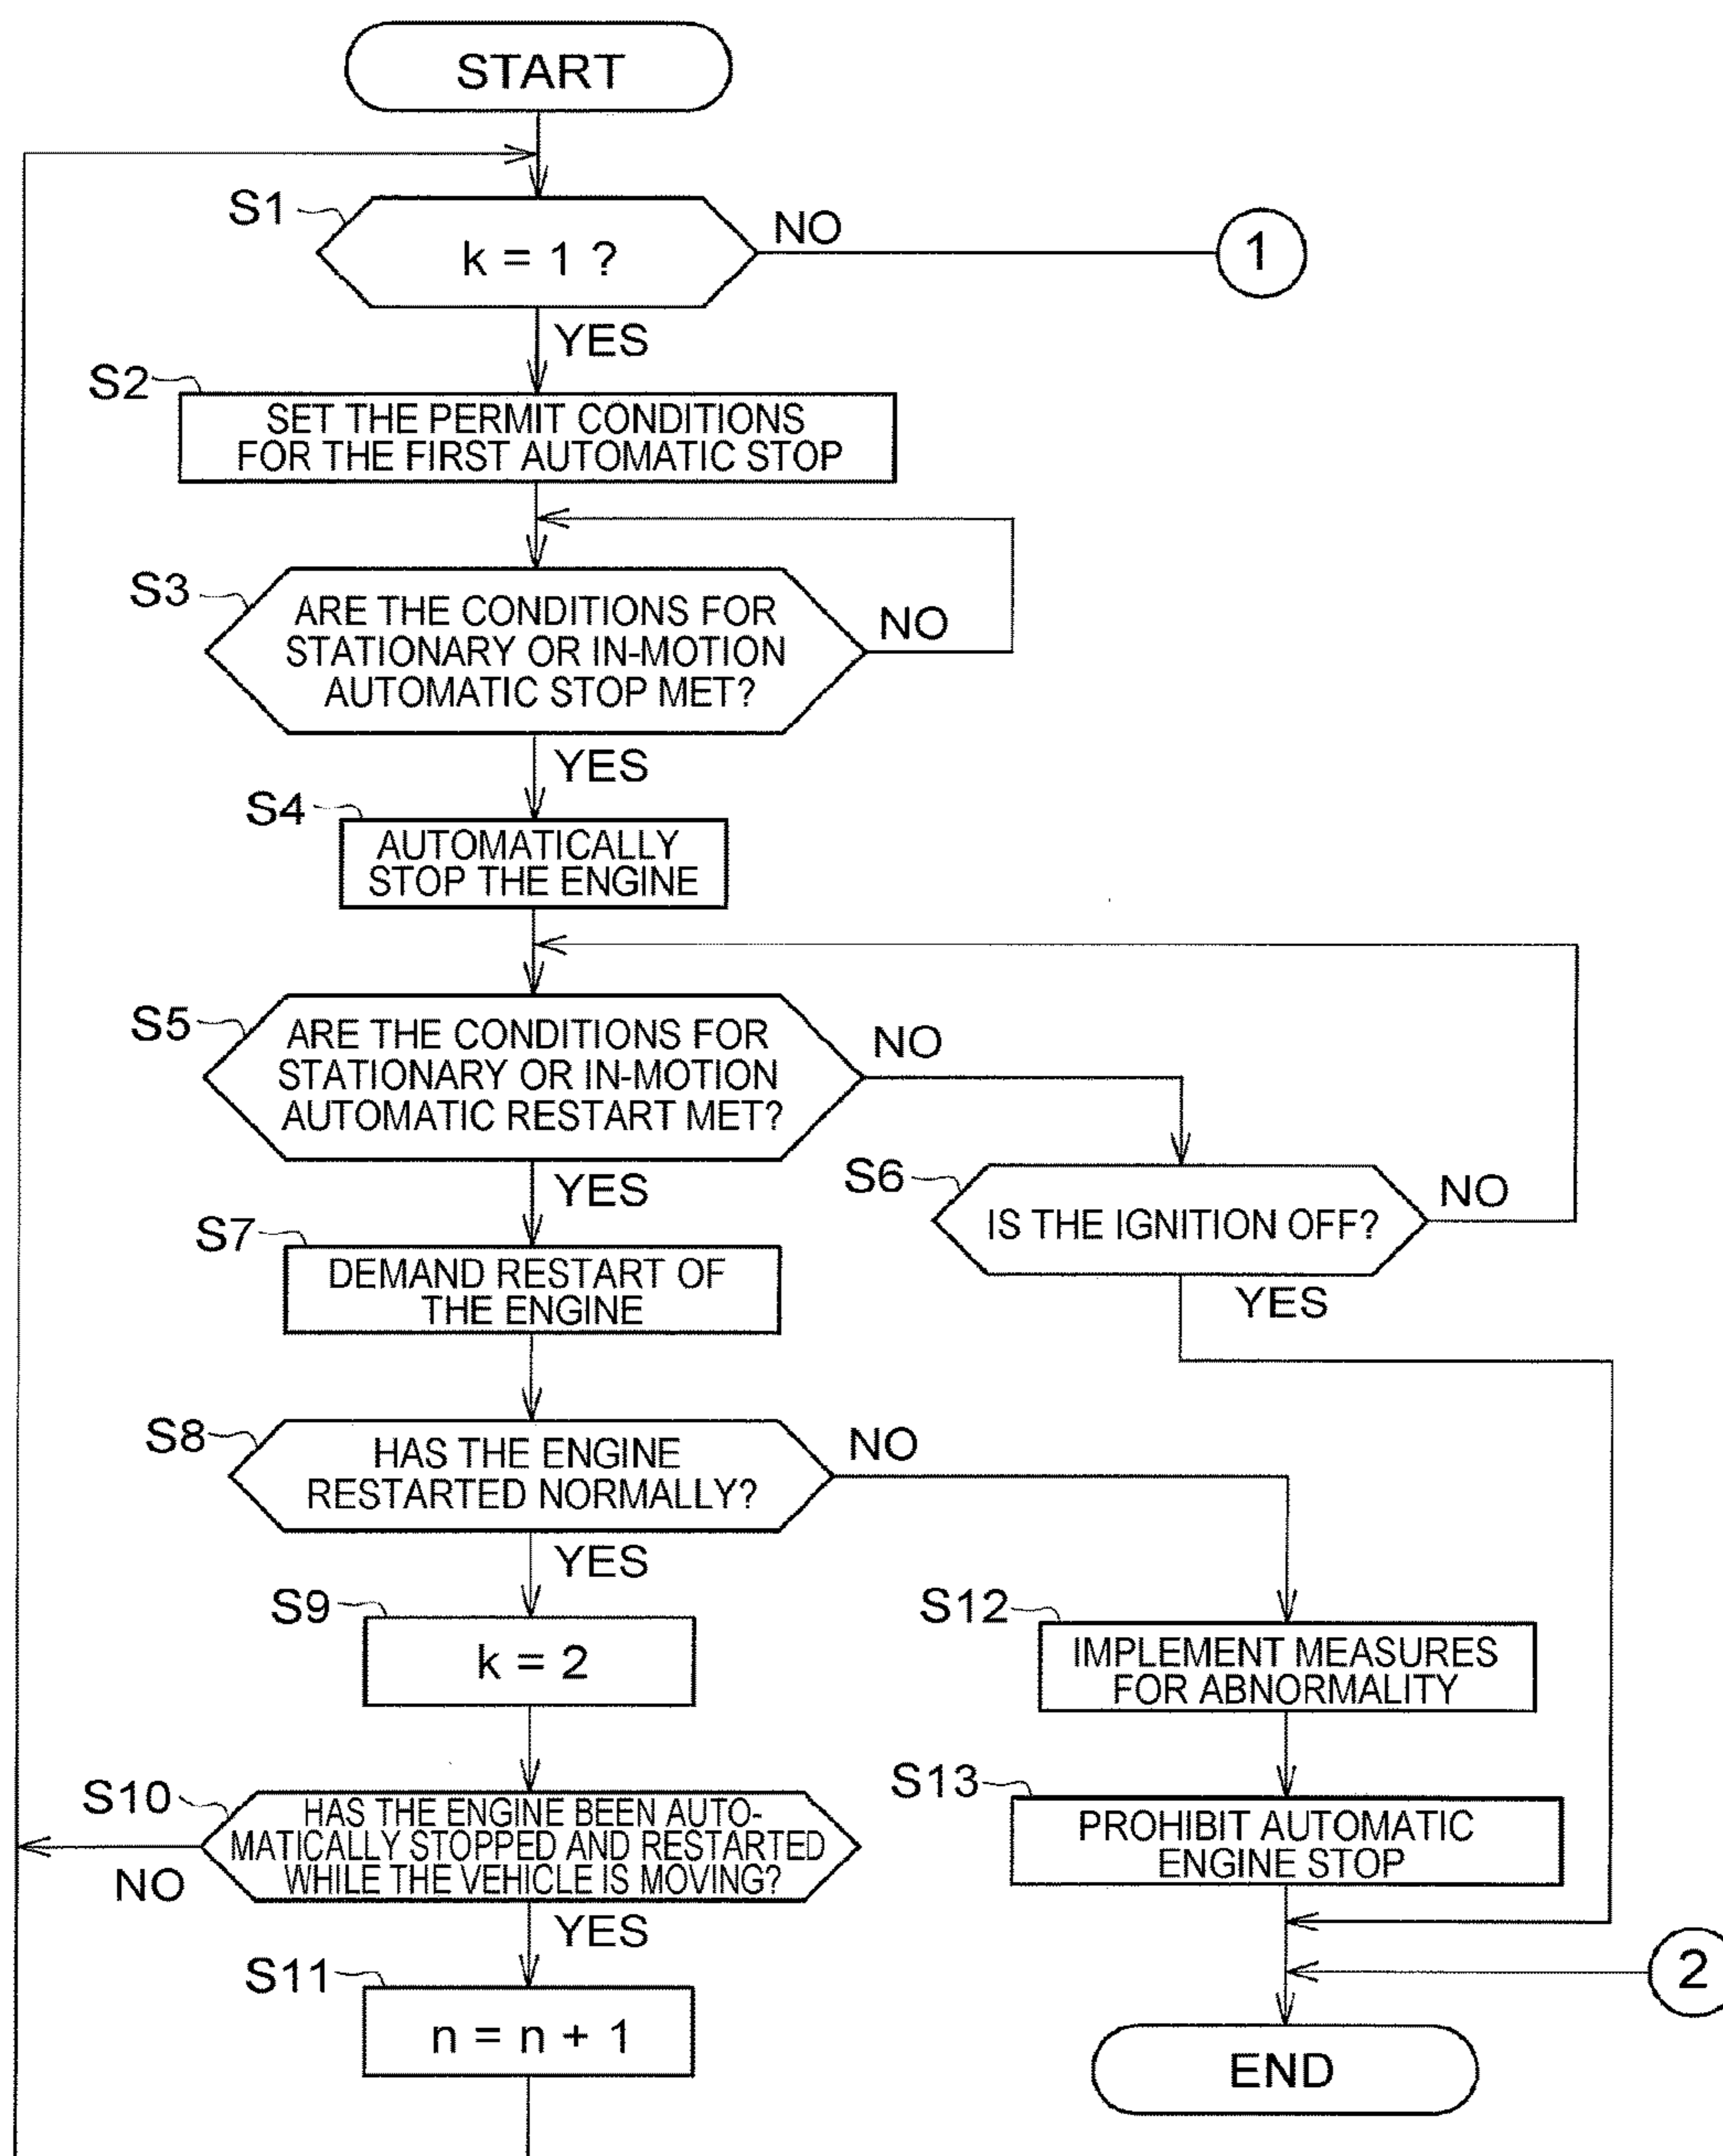 START
S1
k = 1 ?
NO
1
YES
S2
SET THE PERMIT CONDITIONS
FOR THE FIRST AUTOMATIC STOP
S3
ARE THE CONDITIONS FOR
STATIONARY OR IN-MOTION
AUTOMATIC STOP MET?
NO
YES
S4
AUTOMATICALLY
STOP THE ENGINE
S5
ARE THE CONDITIONS FOR
STATIONARY OR IN-MOTION
AUTOMATIC RESTART MET?
NO
YES
S6
IS THE IGNITION OFF?
NO
YES
S7
DEMAND RESTART OF
THE ENGINE
S8
HAS THE ENGINE
RESTARTED NORMALLY?
NO
YES
S9
k = 2
S12
IMPLEMENT MEASURES
FOR ABNORMALITY
S10
HAS THE ENGINE BEEN AUTO-
MATICALLY STOPPED AND RESTARTED
WHILE THE VEHICLE IS MOVING?
NO
YES
S13
PROHIBIT AUTOMATIC
ENGINE STOP
S11
n = n + 1
2
END